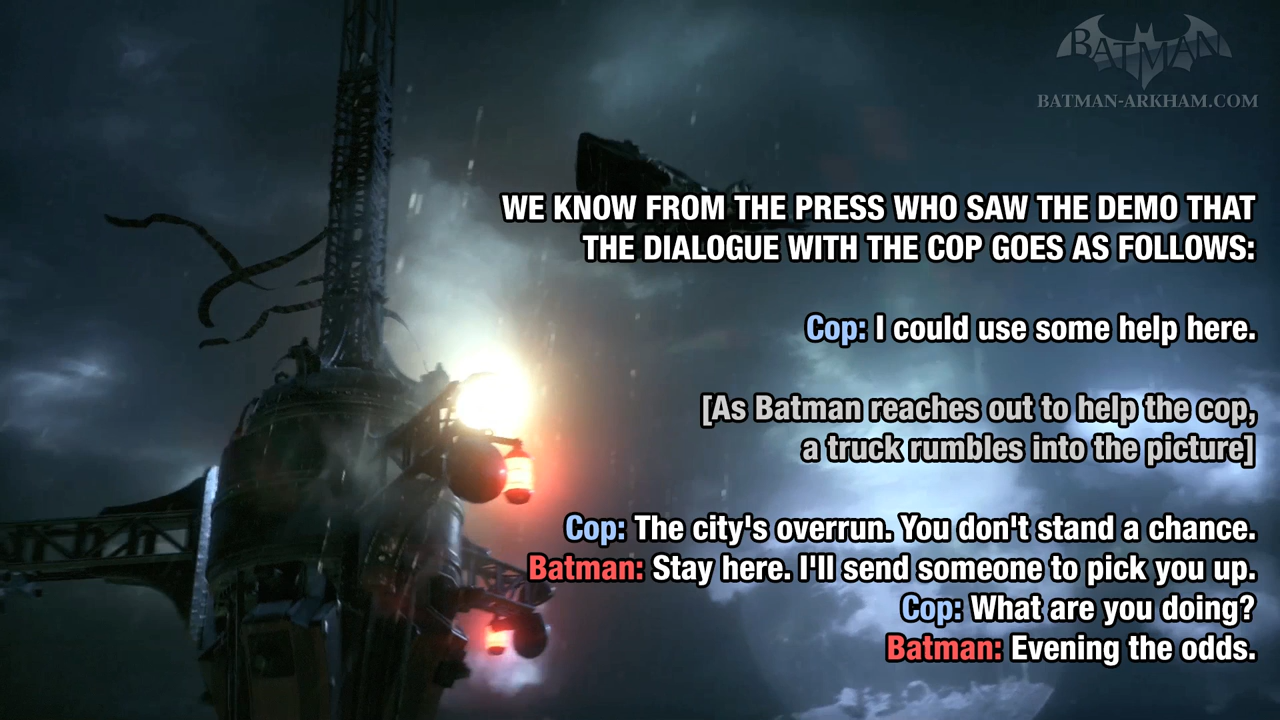 BATMAN
BATMAN-ARKHAM.COM
WE KNOW FROM THE PRESS WHO SAW THE DEMO THAT
THE DIALOGUE WITH THE COP GOES AS FOLLOWS:
Cop: I could use some help here.
[As Batman reaches out to help the cop,
a truck rumbles into the picture]
Cop: The city's overrun. You don't stand a chance.
Batman: Stay here. I'll send someone to pick you up.
Cop: What are you doing?
Batman: Evening the odds.